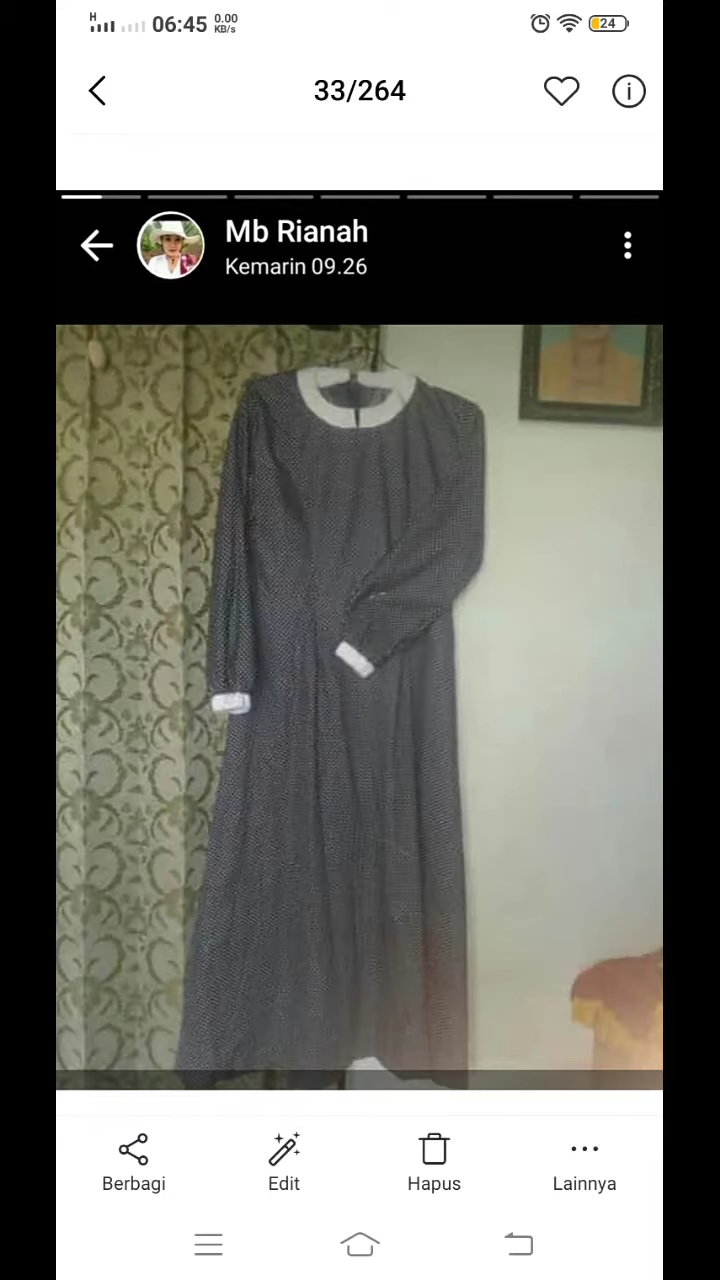 H 06:45 0.00 KB/s 24
33/264
Mb Rianah
Kemarin 09.26
Berbagi Edit Hapus Lainnya